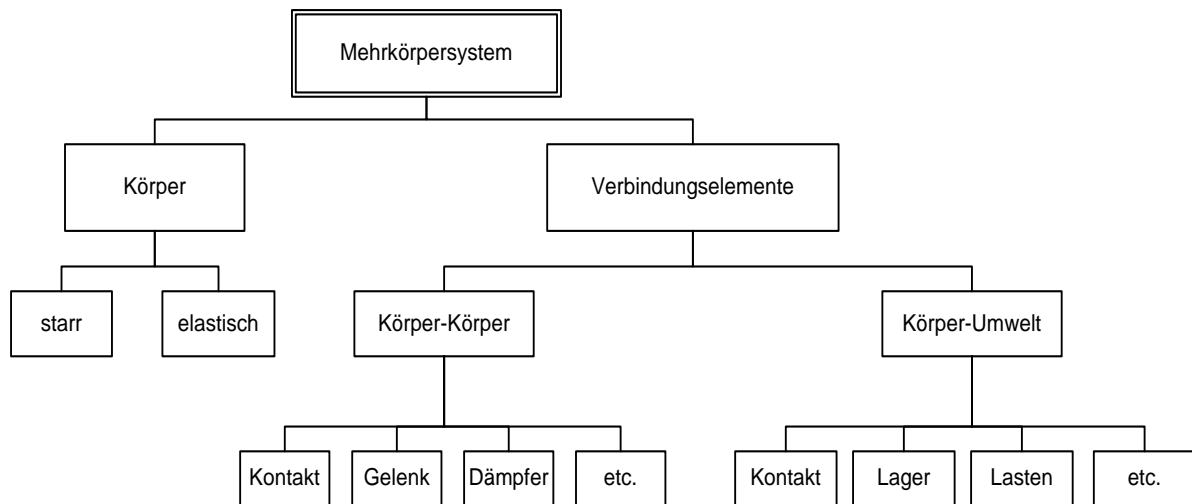 Mehrkörpersystem
Körper
Verbindungselemente
starr
elastisch
Körper-Körper
Körper-Umwelt
Kontakt
Gelenk
Dämpfer
etc.
Kontakt
Lager
Lasten
etc.